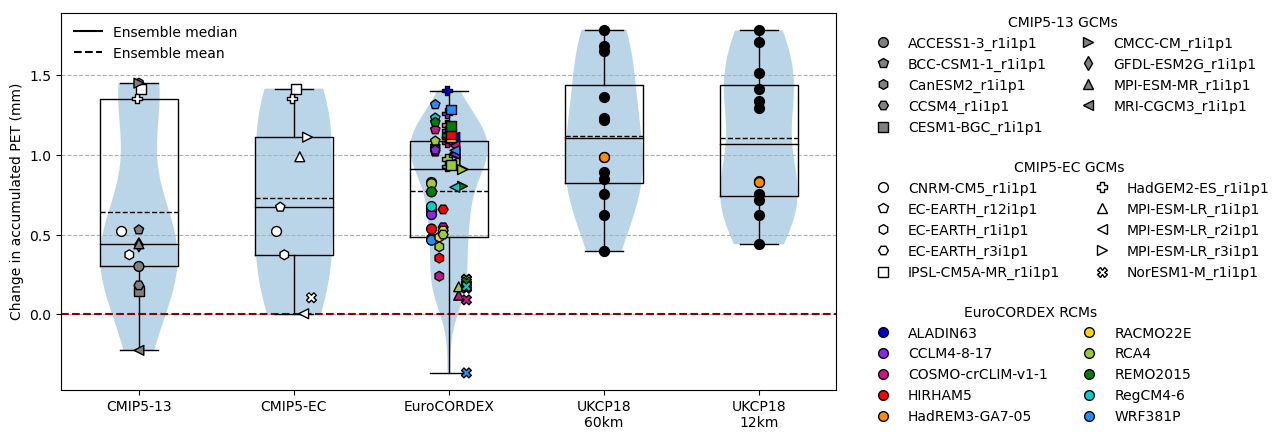 Ensemble median
Ensemble mean
Change in accumulated PET (mm)
1.5
1.0
0.5
0.0
CMIP5-13
CMIP5-EC
EuroCORDEX
UKCP18
60km
UKCP18
12km
CMIP5-13 GCMs
ACCESS1-3_r1i1p1
BCC-CSM1-1_r1i1p1
CanESM2_r1i1p1
CCSM4_r1i1p1
CESM1-BGC_r1i1p1
CMCC-CM_r1i1p1
GFDL-ESM2G_r1i1p1
MPI-ESM-MR_r1i1p1
MRI-CGCM3_r1i1p1
CMIP5-EC GCMs
CNRM-CM5_r1i1p1
EC-EARTH_r12i1p1
EC-EARTH_r1i1p1
EC-EARTH_r3i1p1
IPSL-CM5A-MR_r1i1p1
HadGEM2-ES_r1i1p1
MPI-ESM-LR_r1i1p1
MPI-ESM-LR_r2i1p1
MPI-ESM-LR_r3i1p1
NorESM1-M_r1i1p1
EuroCORDEX RCMs
ALADIN63
CCLM4-8-17
COSMO-crCLIM-v1-1
HIRHAM5
HadREM3-GA7-05
RACMO22E
RCA4
REMO2015
RegCM4-6
WRF381P